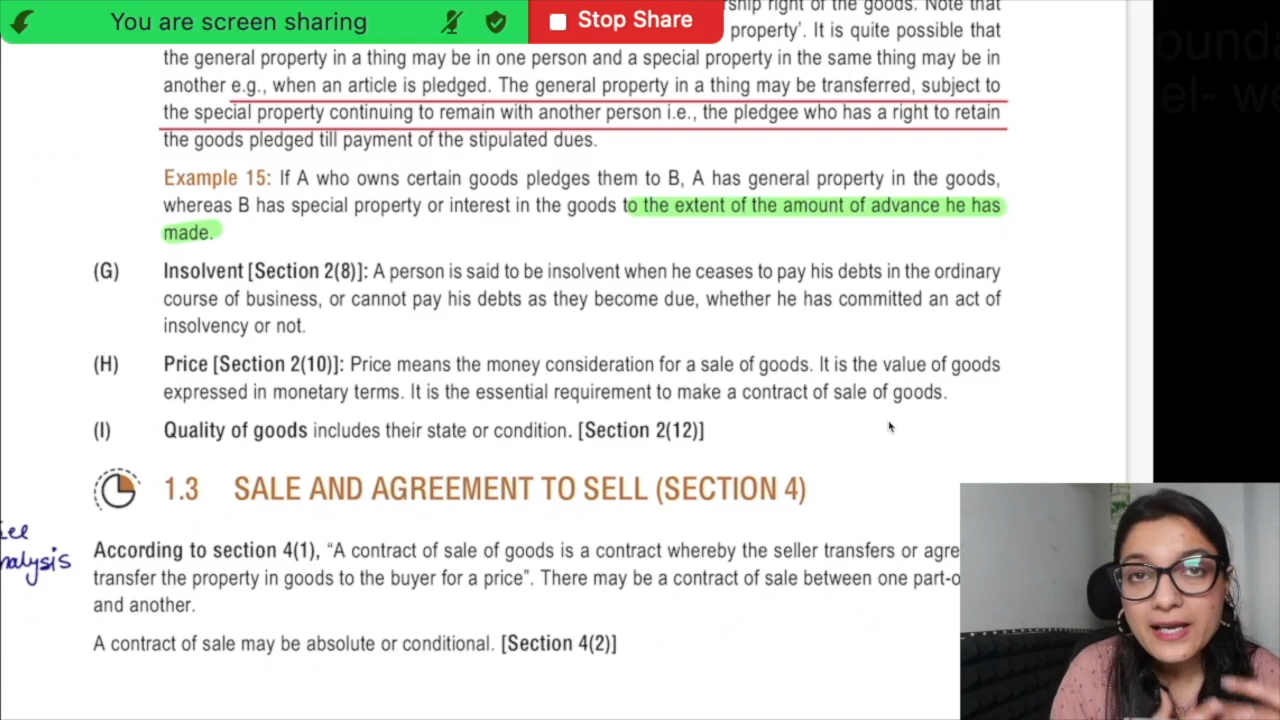 You are screen sharing
Stop Share
ship right of the goods. Note that
property’. It is quite possible that
the general property in a thing may be in one person and a special property in the same thing may be in
another e.g., when an article is pledged. The general property in a thing may be transferred, subject to
the special property continuing to remain with another person i.e., the pledgee who has a right to retain
the goods pledged till payment of the stipulated dues.
Example 15: If A who owns certain goods pledges them to B, A has general property in the goods,
whereas B has special property or interest in the goods to the extent of the amount of advance he has
made.
(G) Insolvent [Section 2(8)]: A person is said to be insolvent when he ceases to pay his debts in the ordinary
course of business, or cannot pay his debts as they become due, whether he has committed an act of
insolvency or not.
(H) Price [Section 2(10)]: Price means the money consideration for a sale of goods. It is the value of goods
expressed in monetary terms. It is the essential requirement to make a contract of sale of goods.
(I) Quality of goods includes their state or condition. [Section 2(12)]
1.3 SALE AND AGREEMENT TO SELL (SECTION 4)
According to section 4(1), “A contract of sale of goods is a contract whereby the seller transfers or agre
transfer the property in goods to the buyer for a price”. There may be a contract of sale between one part-o
and another.
A contract of sale may be absolute or conditional. [Section 4(2)]